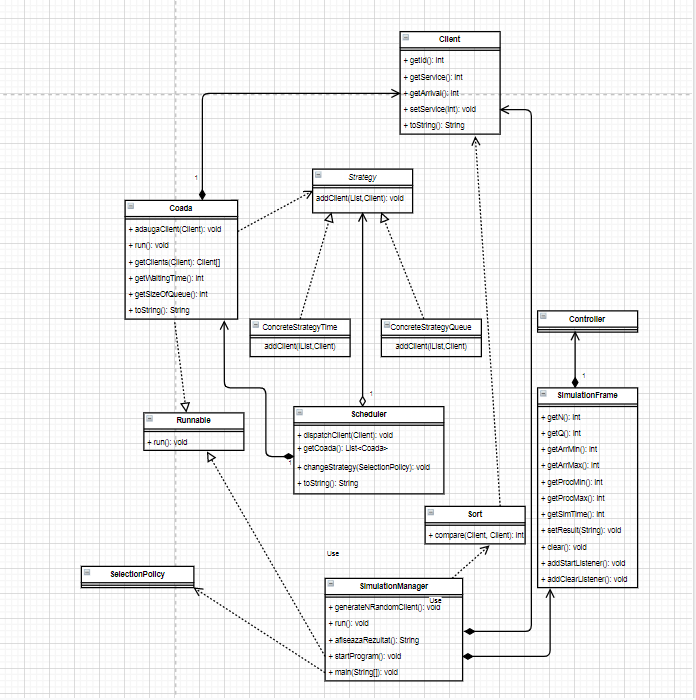 Client
+ getId(): int
+ getService(): int
+ getArrival(): int
+ setService(int): void
+ toString(): String
Strategy
addClient(List,Client): void
1
Coada
+ adaugaClient(Client): void
+ run(): void
+ getClients(Client): Client[]
+ getWaitingTime(): int
+ getSizeOfQueue(): int
+ toString(): String
ConcreteStrategyTime
addClient(lList,Client)
ConcreteStrategyQueue
addClient(lList,Client)
Controller
1
SimulationFrame
+ getN(): int
+ getQ(): int
+ getArrMin(): int
+ getArrMax(): int
+ getProcMin(): int
+ getProcMax(): int
+ getSimTime(): int
+ setResult(String): void
+ clear(): void
+ addStartListener(): void
+ addClearListener(): void
1
Scheduler
+ dispatchClient(Client): void
+ getCoada(): List<Coada>
+ changeStrategy(SelectionPolicy): void
+ toString(): String
1
Runnable
+ run(): void
Sort
+ compare(Client, Client): int
Use
SelectionPolicy
SimulationManager
Use
+ generateNRandomClient(): void
+ run(): void
+ afiseazaRezultat(): String
+ startProgram(): void
+ main(String[]): void